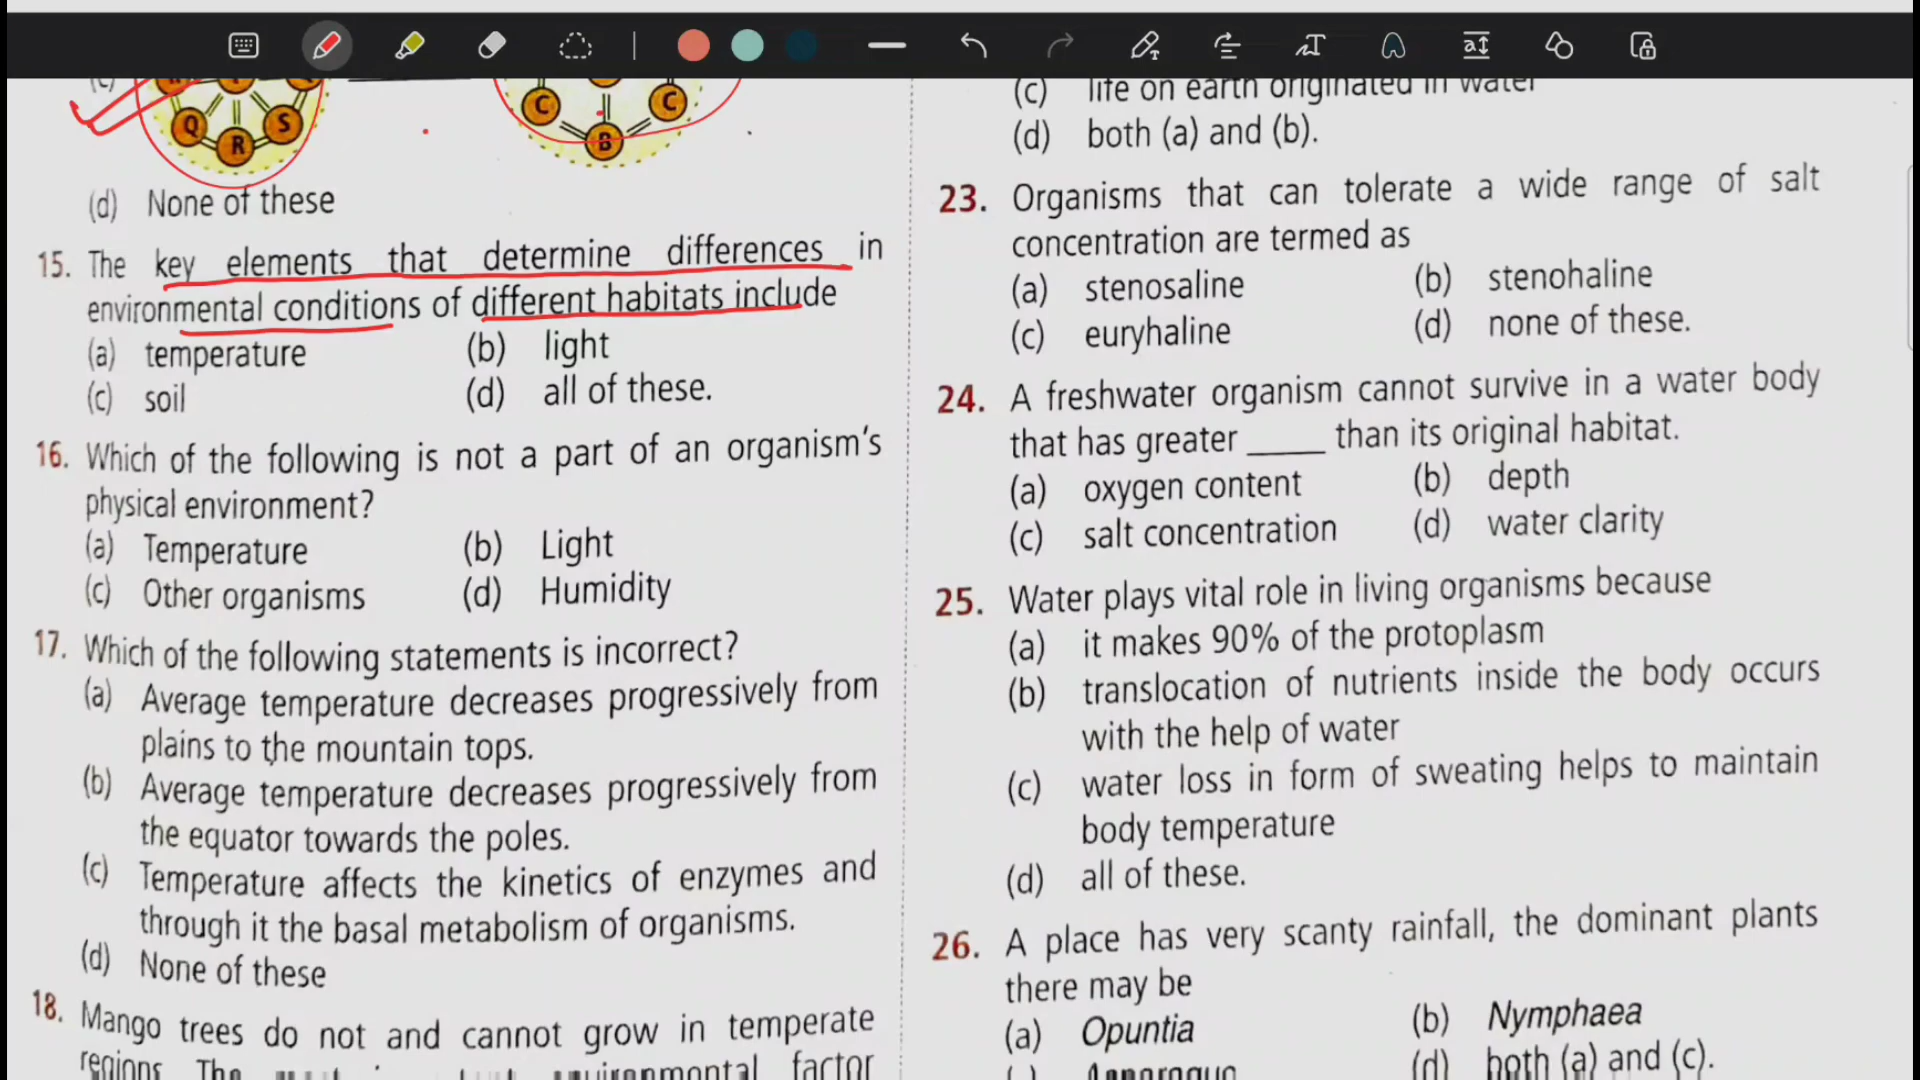 (c)
Q
R
S
C
B
C
(d) None of these
15. The key elements that determine differences in
environmental conditions of different habitats include
(a) temperature (b) light
(c) soil (d) all of these.
16. Which of the following is not a part of an organism's
physical environment?
(a) Temperature (b) Light
(c) Other organisms (d) Humidity
17. Which of the following statements is incorrect?
(a) Average temperature decreases progressively from
plains to the mountain tops.
(b) Average temperature decreases progressively from
the equator towards the poles.
(c) Temperature affects the kinetics of enzymes and
through it the basal metabolism of organisms.
(d) None of these
18. Mango trees do not and cannot grow in temperate
regions. The environmental factor
(c) life on earth originated in water
(d) both (a) and (b).
23. Organisms that can tolerate a wide range of salt
concentration are termed as
(a) stenosaline (b) stenohaline
(c) euryhaline (d) none of these.
24. A freshwater organism cannot survive in a water body
that has greater _____ than its original habitat.
(a) oxygen content (b) depth
(c) salt concentration (d) water clarity
25. Water plays vital role in living organisms because
(a) it makes 90% of the protoplasm
(b) translocation of nutrients inside the body occurs
with the help of water
(c) water loss in form of sweating helps to maintain
body temperature
(d) all of these.
26. A place has very scanty rainfall, the dominant plants
there may be
(a) Opuntia (b) Nymphaea
(d) both (a) and (c).